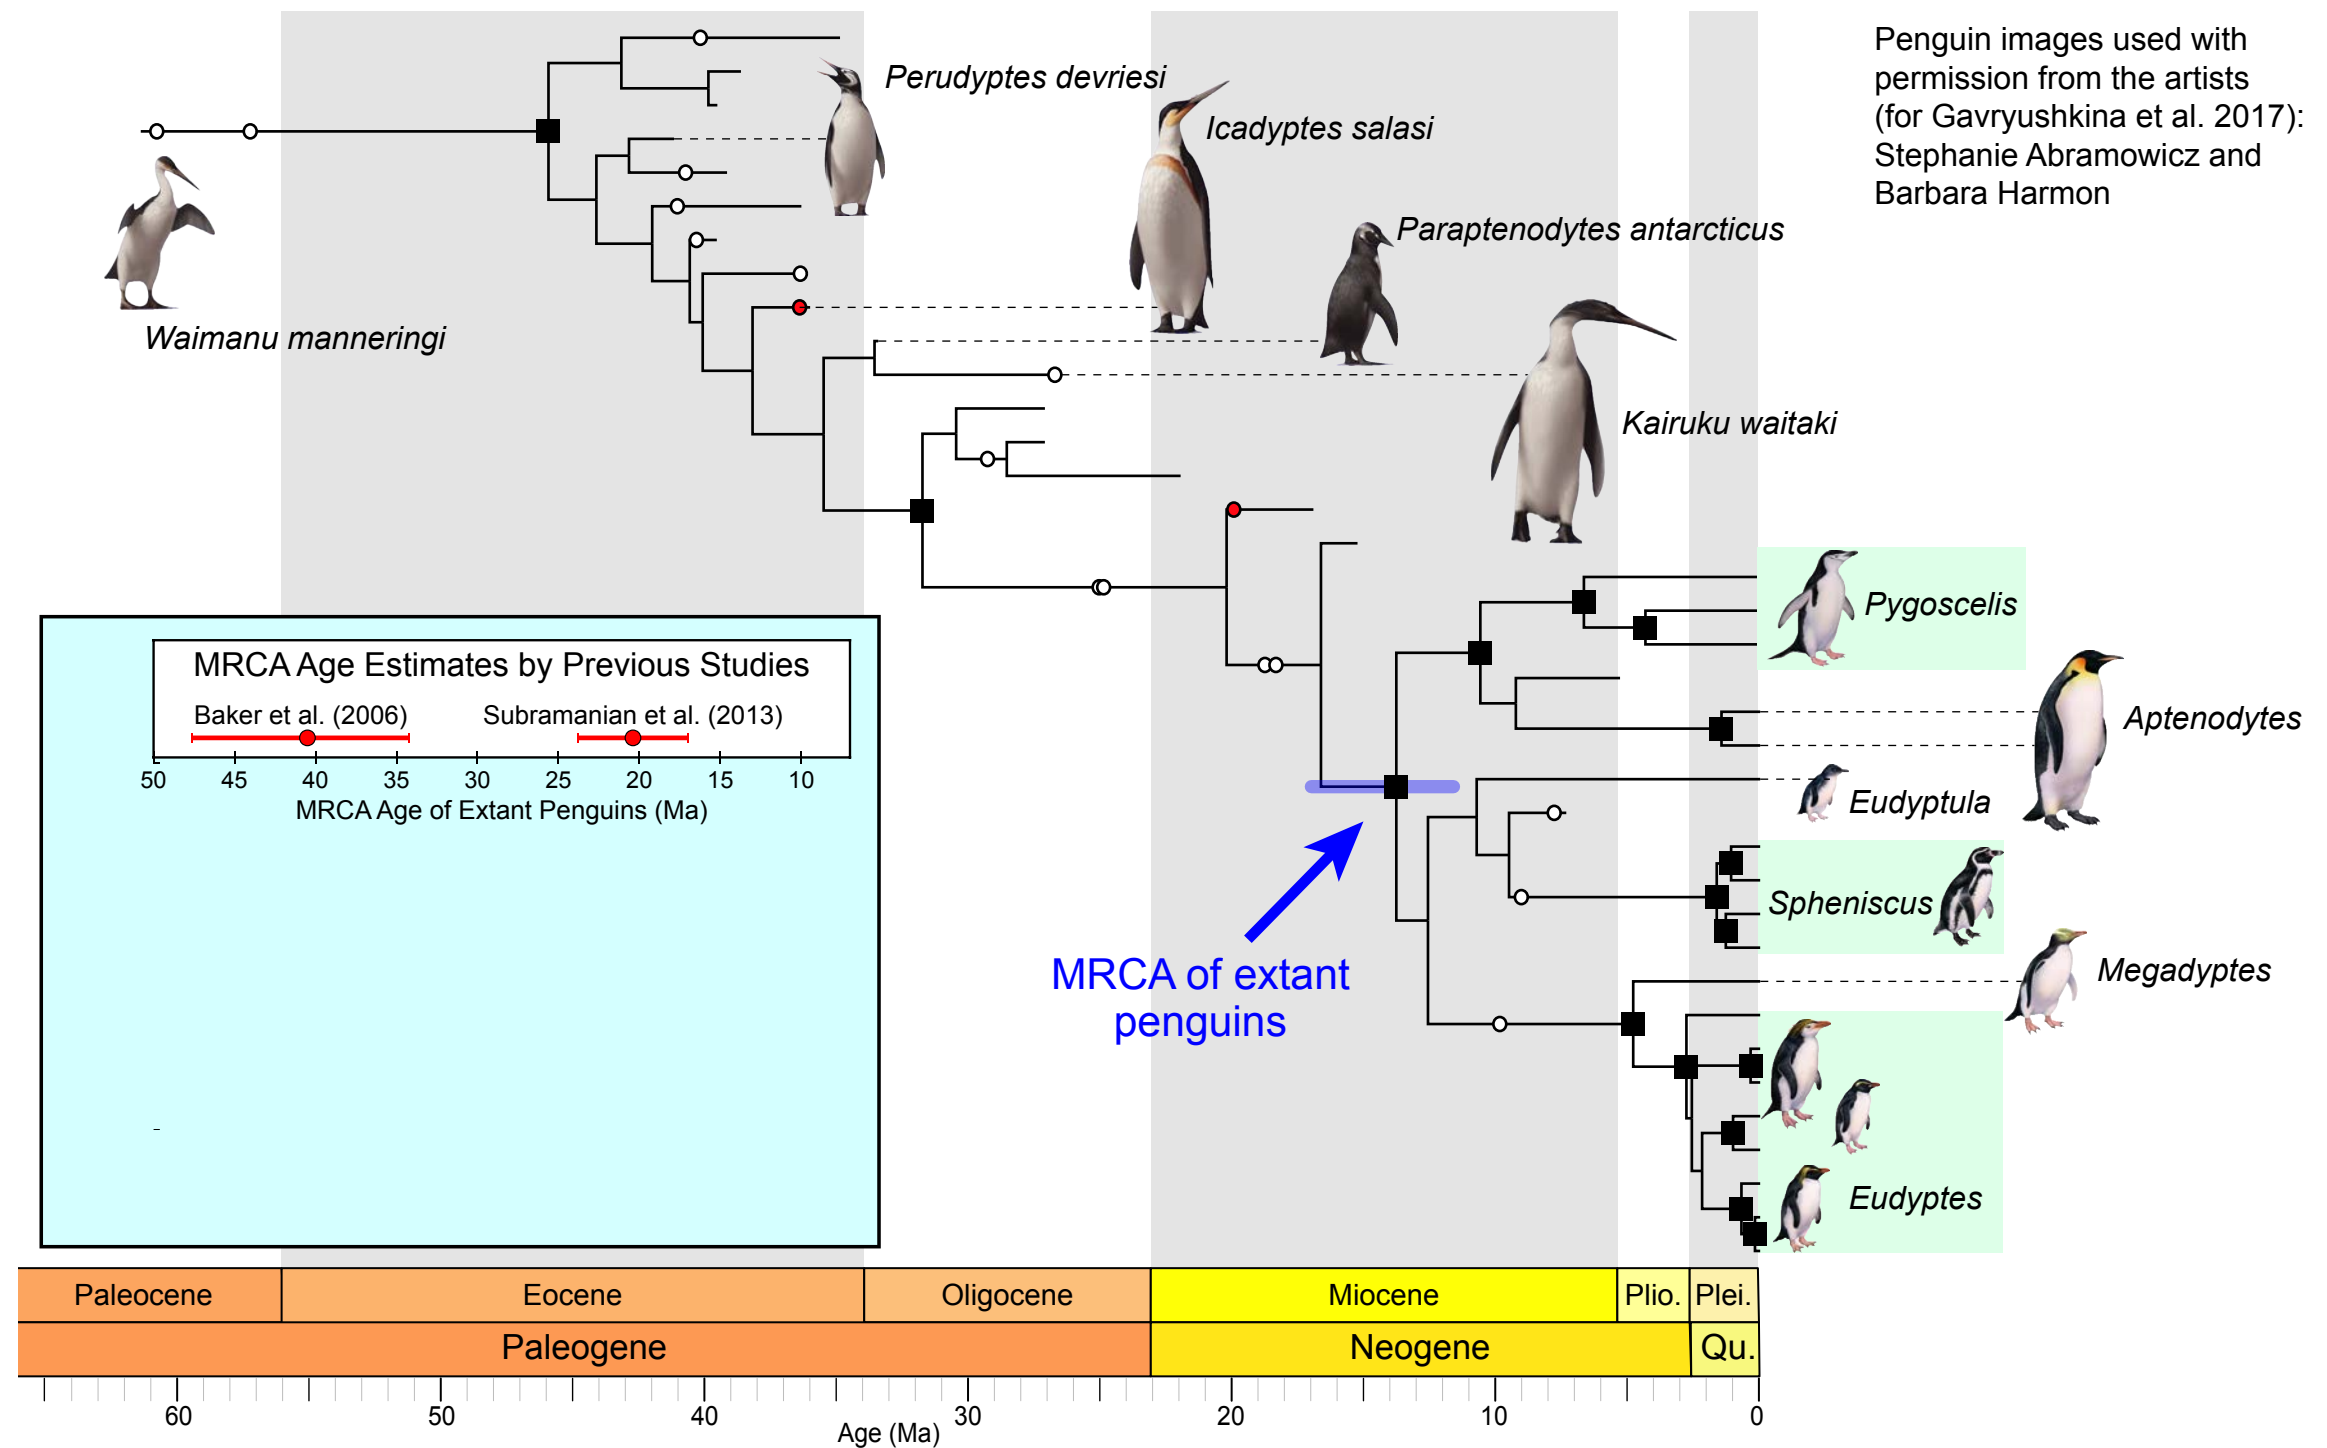 Penguin images used with
permission from the artists
(for Gavryushkina et al. 2017):
Stephanie Abramowicz and
Barbara Harmon
Perudyptes devriesi
Icadyptes salasi
Paraptenodytes antarcticus
Waimanu manneringi
Kairuku waitaki
Pygoscelis
Aptenodytes
Eudyptula
Spheniscus
Megadyptes
Eudyptes
MRCA Age Estimates by Previous Studies
Baker et al. (2006) Subramanian et al. (2013)
50 45 40 35 30 25 20 15 10
MRCA Age of Extant Penguins (Ma)
MRCA of extant
penguins
Paleocene Eocene Oligocene Miocene Plio. Plei.
Paleogene Neogene Qu.
60 50 40 30 20 10 0
Age (Ma)